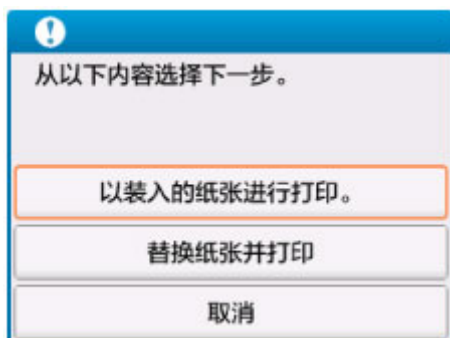 从以下内容选择下一步。
以装入的纸张进行打印。
替换纸张并打印
取消